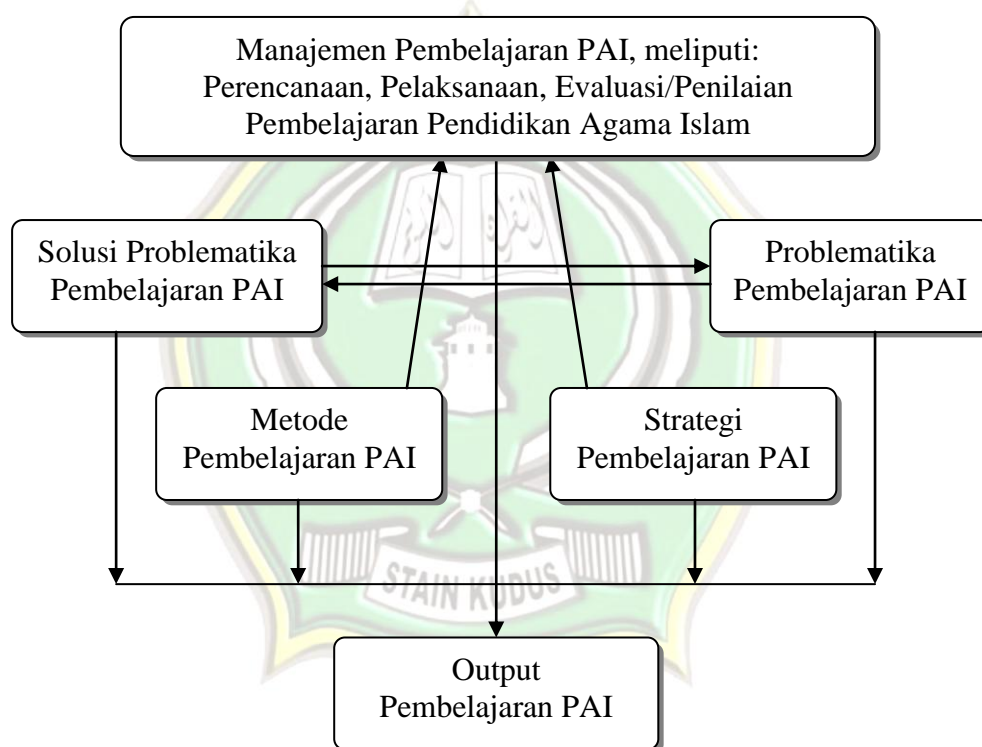 Manajemen Pembelajaran PAI, meliputi:
Perencanaan, Pelaksanaan, Evaluasi/Penilaian
Pembelajaran Pendidikan Agama Islam
Solusi Problematika
Pembelajaran PAI
Problematika
Pembelajaran PAI
Metode
Pembelajaran PAI
Strategi
Pembelajaran PAI
STAIN KUDUS
Output
Pembelajaran PAI